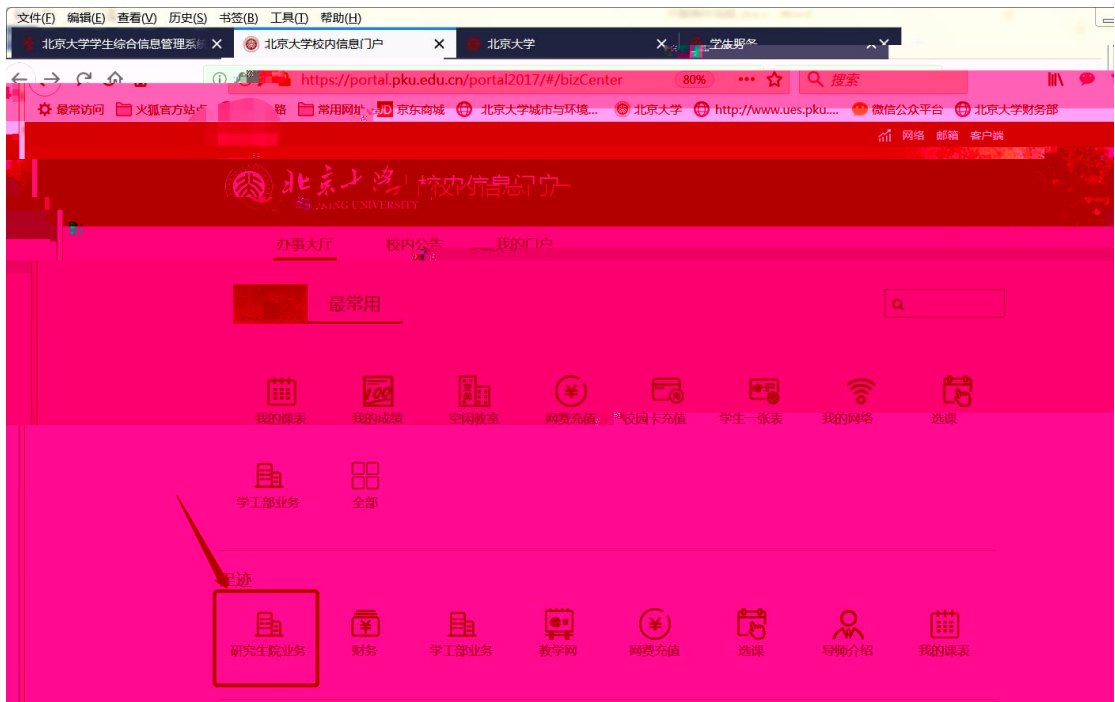 文件(F) 编辑(E) 查看(V) 历史(S) 书签(B) 工具(T) 帮助(H)
北京大学学生综合信息管理系统 北京大学校内信息门户 北京大学 学生服务
https://portal.pku.edu.cn/portal2017/#/bizCenter 80% 搜索
最常访问 火狐官方站点 路 常用网址 JD 京东商城 北京大学城市与环境... 北京大学 http://www.ues.pku.... 微信公众平台 北京大学财务部
网络 邮箱 客户端
北京大学 校内信息门户
UNIVERSITY
办事大厅 校内公告 我的门户
最常用
我的课表 我的成绩 空闲教室 网费充值 校园卡充值 学生一张表 我的网络 选课
学工部业务 全部
足迹
研究生院业务 财务 学工部业务 教学网 网费充值 选课 导师介绍 我的课表